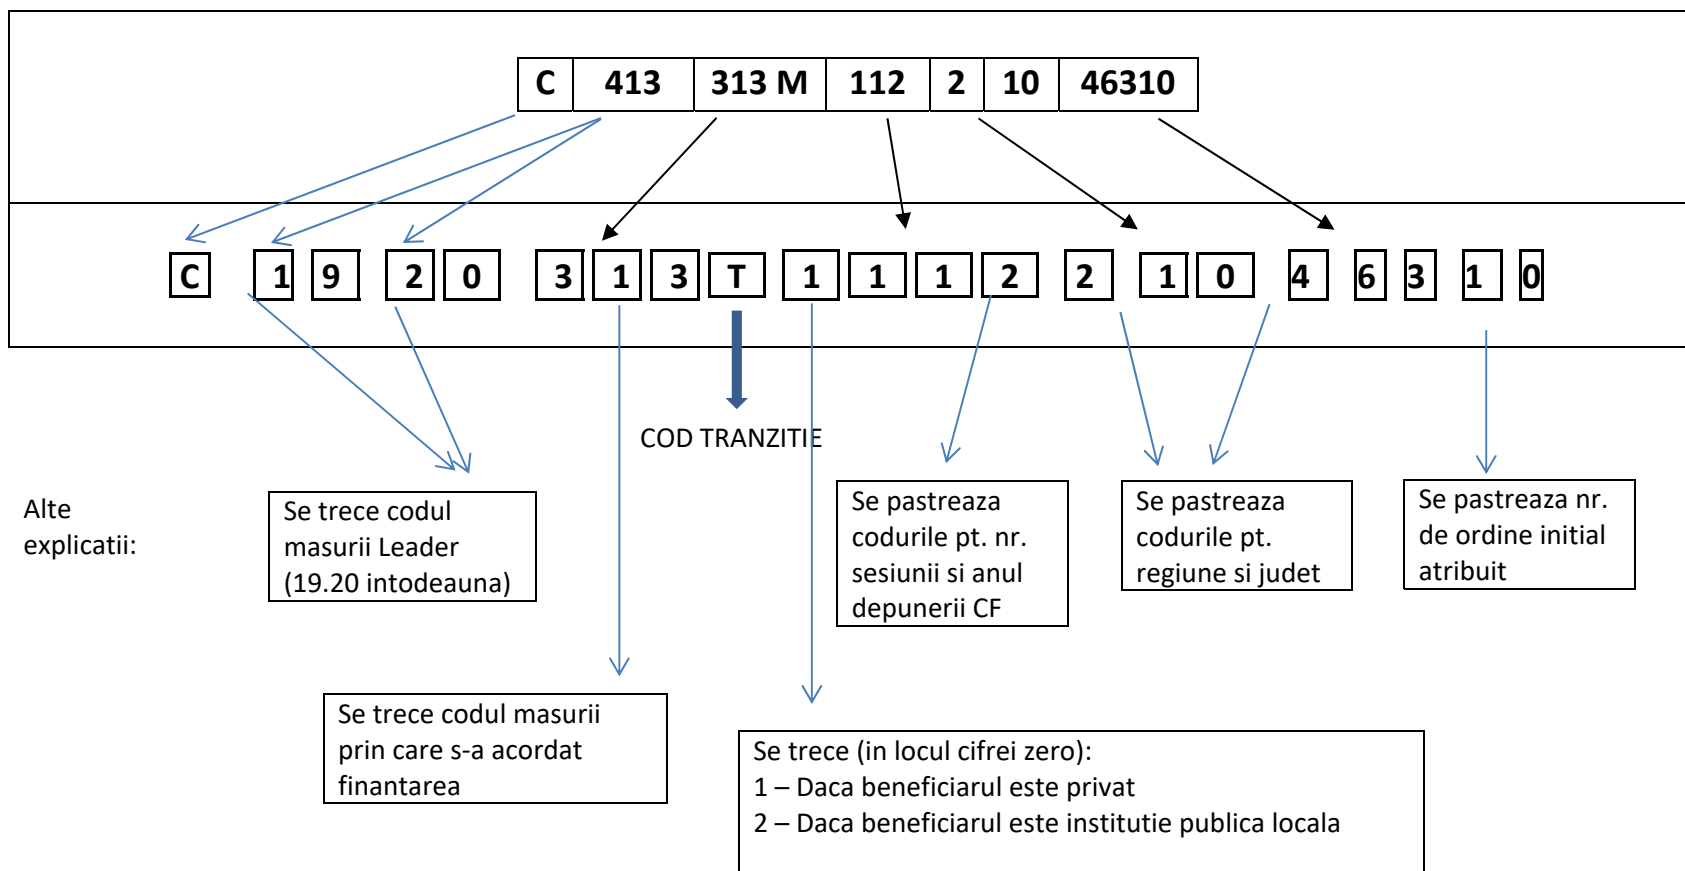 C 413 313 M 112 2 10 46310
C 1 9 2 0 3 1 3 T 1 1 1 2 2 1 0 4 6 3 1 0
COD TRANZITIE
Alte
explicatii:
Se trece codul
masurii Leader
(19.20 intodeauna)
Se pastreaza
codurile pt. nr.
sesiunii si anul
depunerii CF
Se pastreaza
codurile pt.
regiune si judet
Se pastreaza nr.
de ordine initial
atribuit
Se trece codul masurii
prin care s-a acordat
finantarea
Se trece (in locul cifrei zero):
1 – Daca beneficiarul este privat
2 – Daca beneficiarul este institutie publica locala